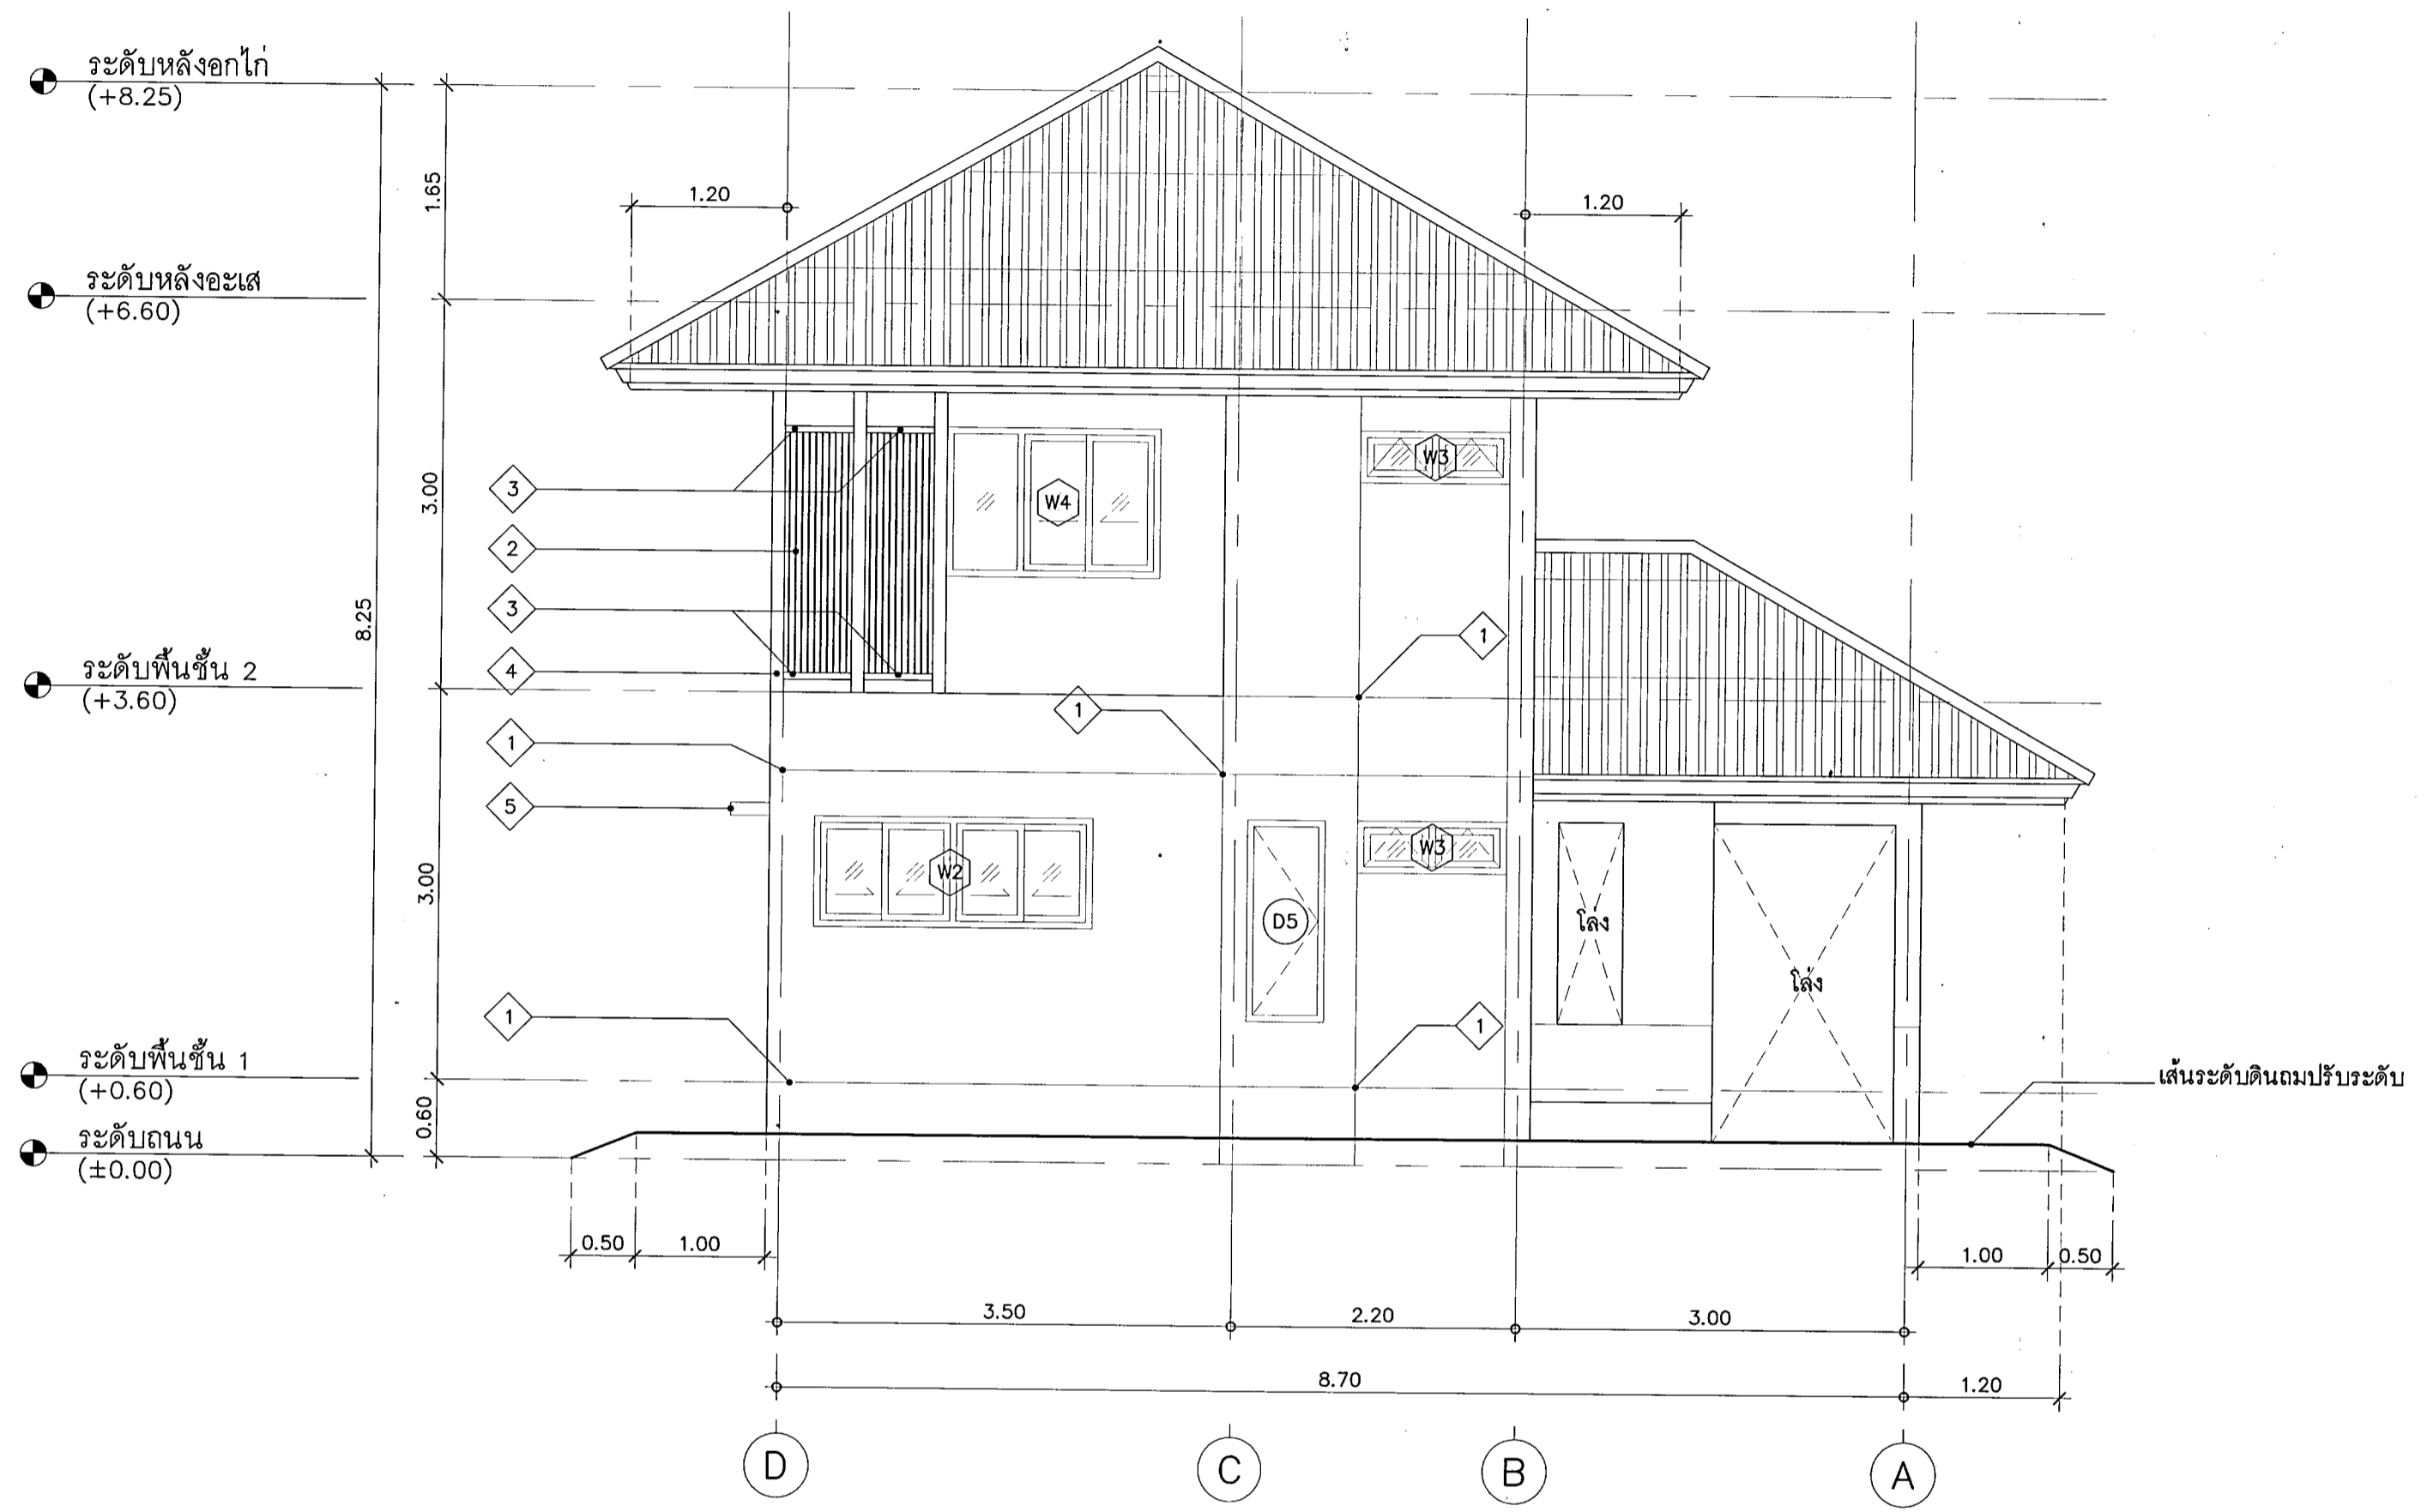 ระดับหลังอกไก่
(+8.25)
1.65
1.20
1.20
ระดับหลังอะเส
(+6.60)
3.00
3
W4
W3
2
8.25
3
1
4
ระดับพื้นชั้น 2
(+3.60)
1
1
5
3.00
W2
W3
D5
โล่ง
โล่ง
1
1
ระดับพื้นชั้น 1
(+0.60)
เส้นระดับดินถมปรับระดับ
0.60
ระดับถนน
(±0.00)
0.50
1.00
1.00
0.50
3.50
2.20
3.00
8.70
1.20
D
C
B
A